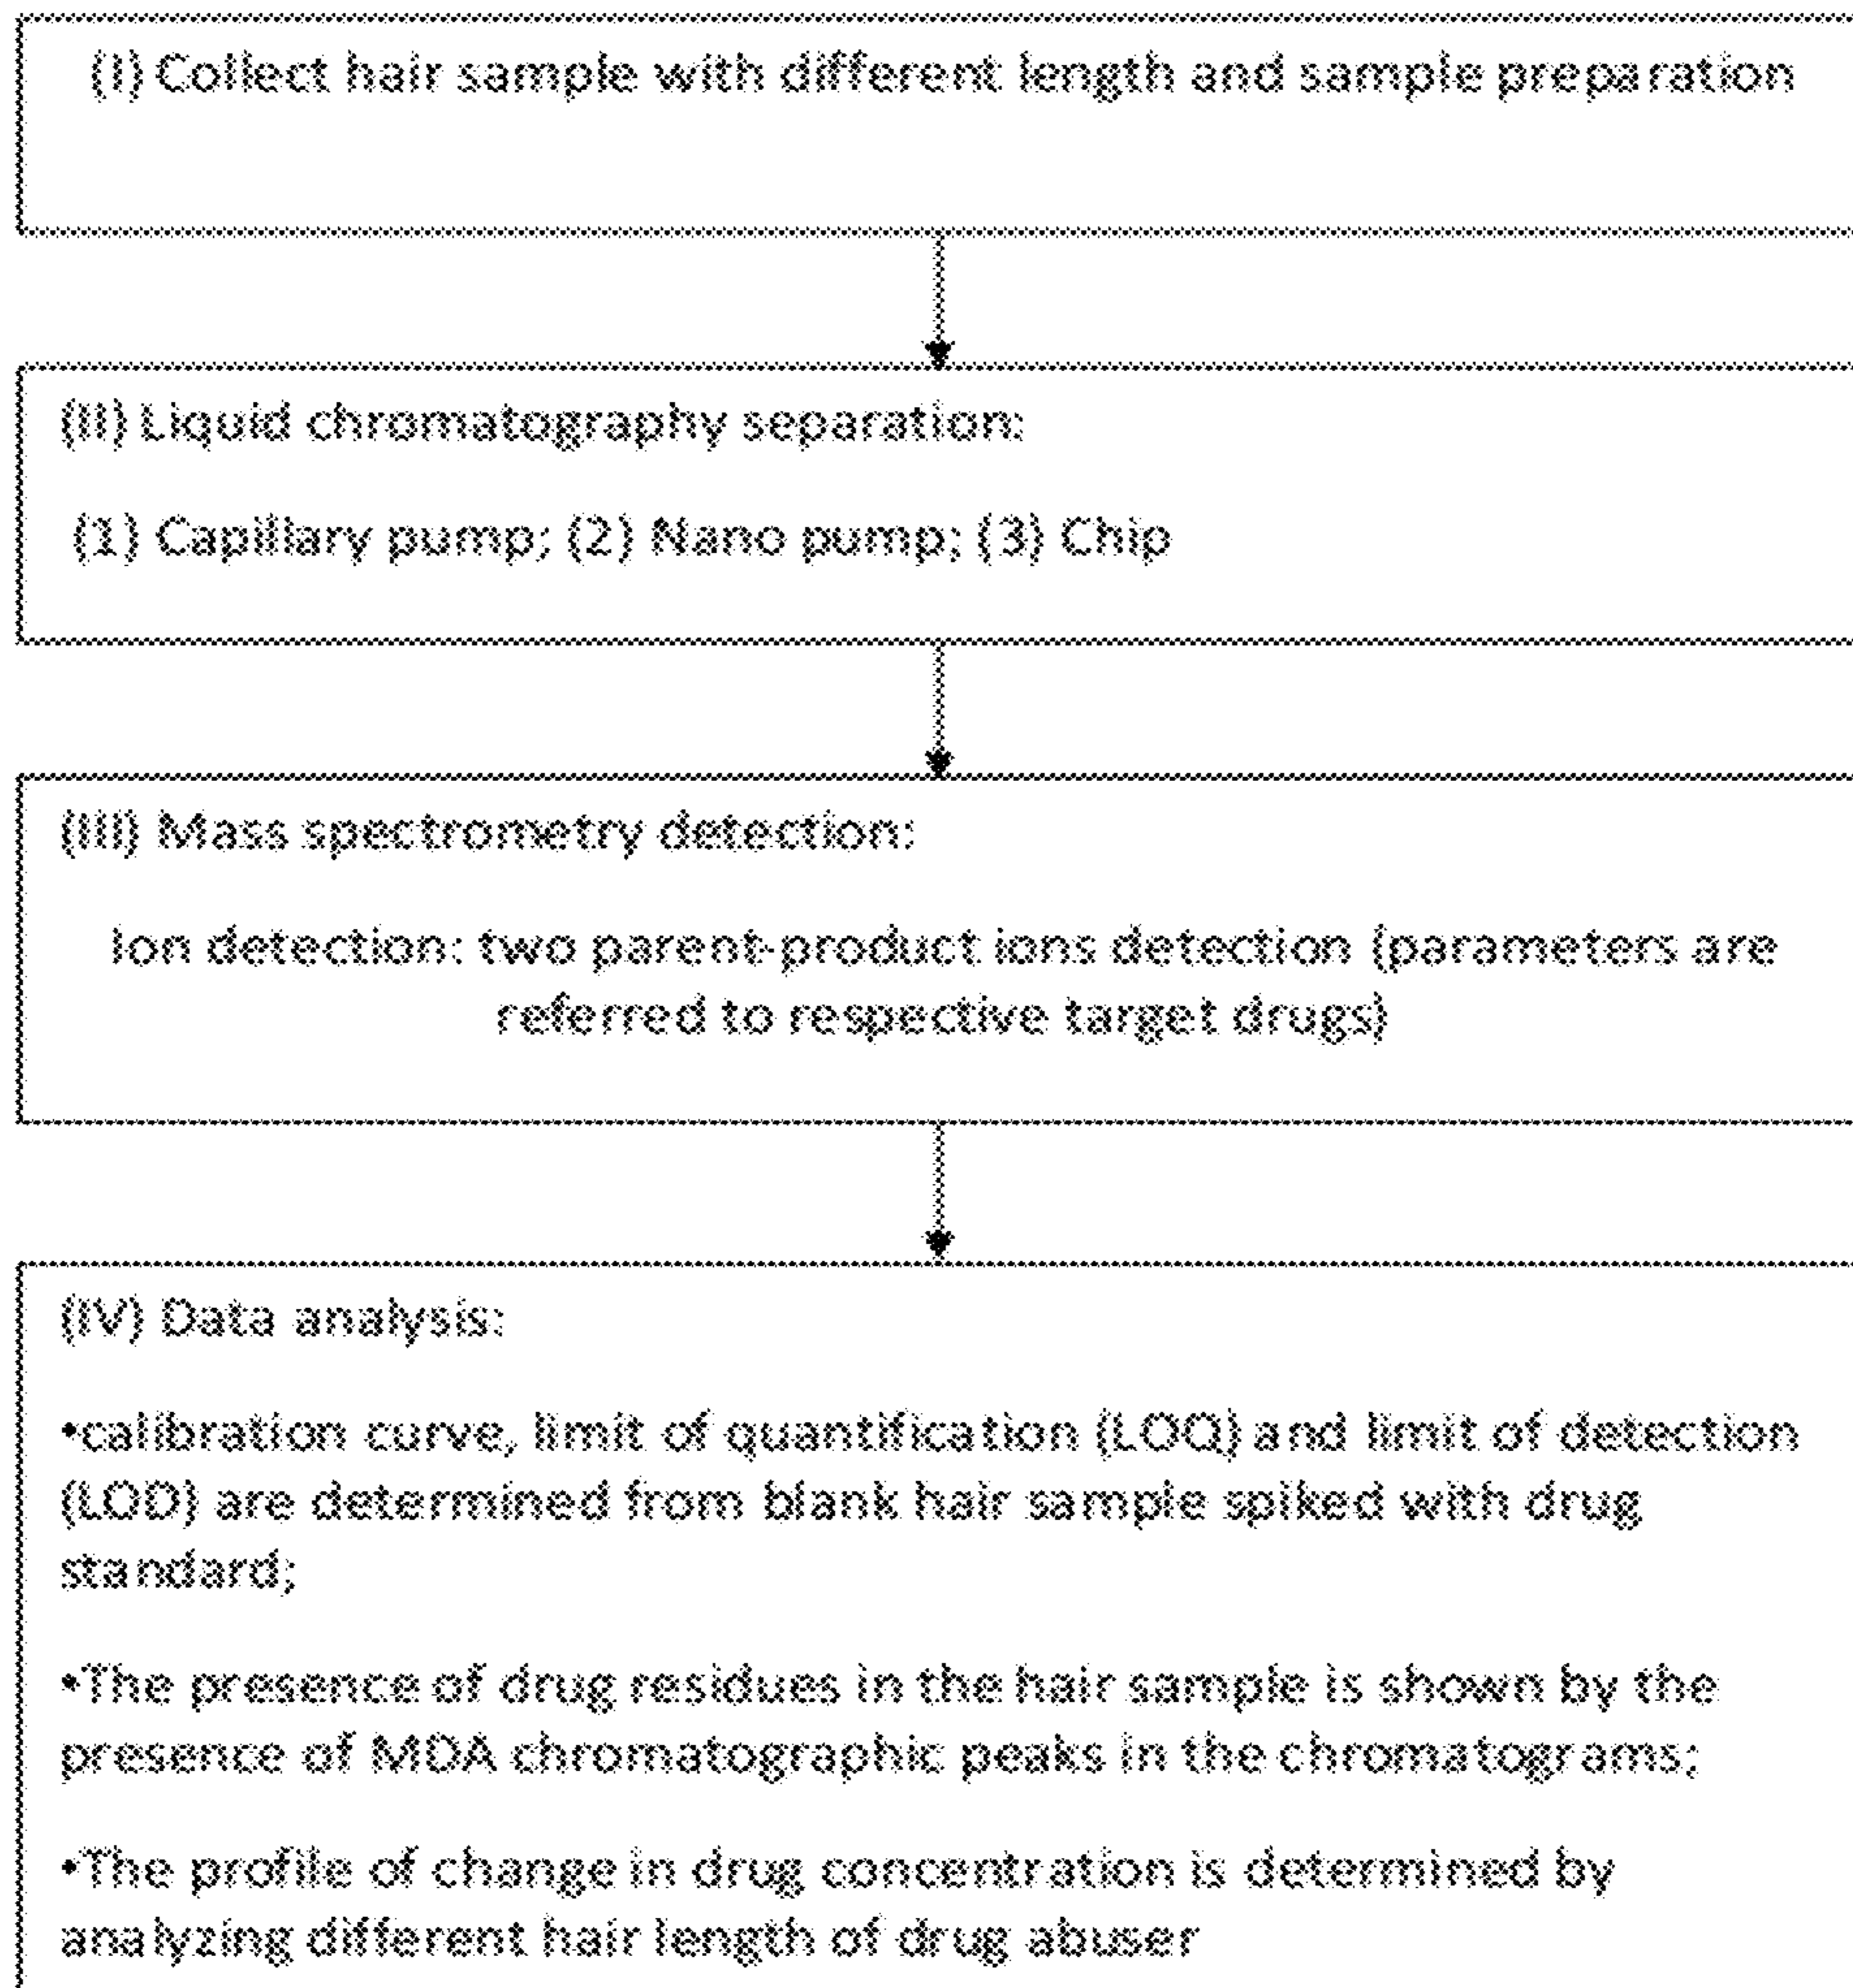 (I) Collect hair sample with different length and sample preparation
(II) Liquid chromatography separation:
(1) Capillary pump; (2) Nano pump; (3) Chip
(III) Mass spectrometry detection:
Ion detection: two parent-product ions detection (parameters are
referred to respective target drugs)
(IV) Data analysis:
•calibration curve, limit of quantification (LOQ) and limit of detection
(LOD) are determined from blank hair sample spiked with drug
standard;
•The presence of drug residues in the hair sample is shown by the
presence of MDA chromatographic peaks in the chromatograms;
•The profile of change in drug concentration is determined by
analyzing different hair length of drug abuser